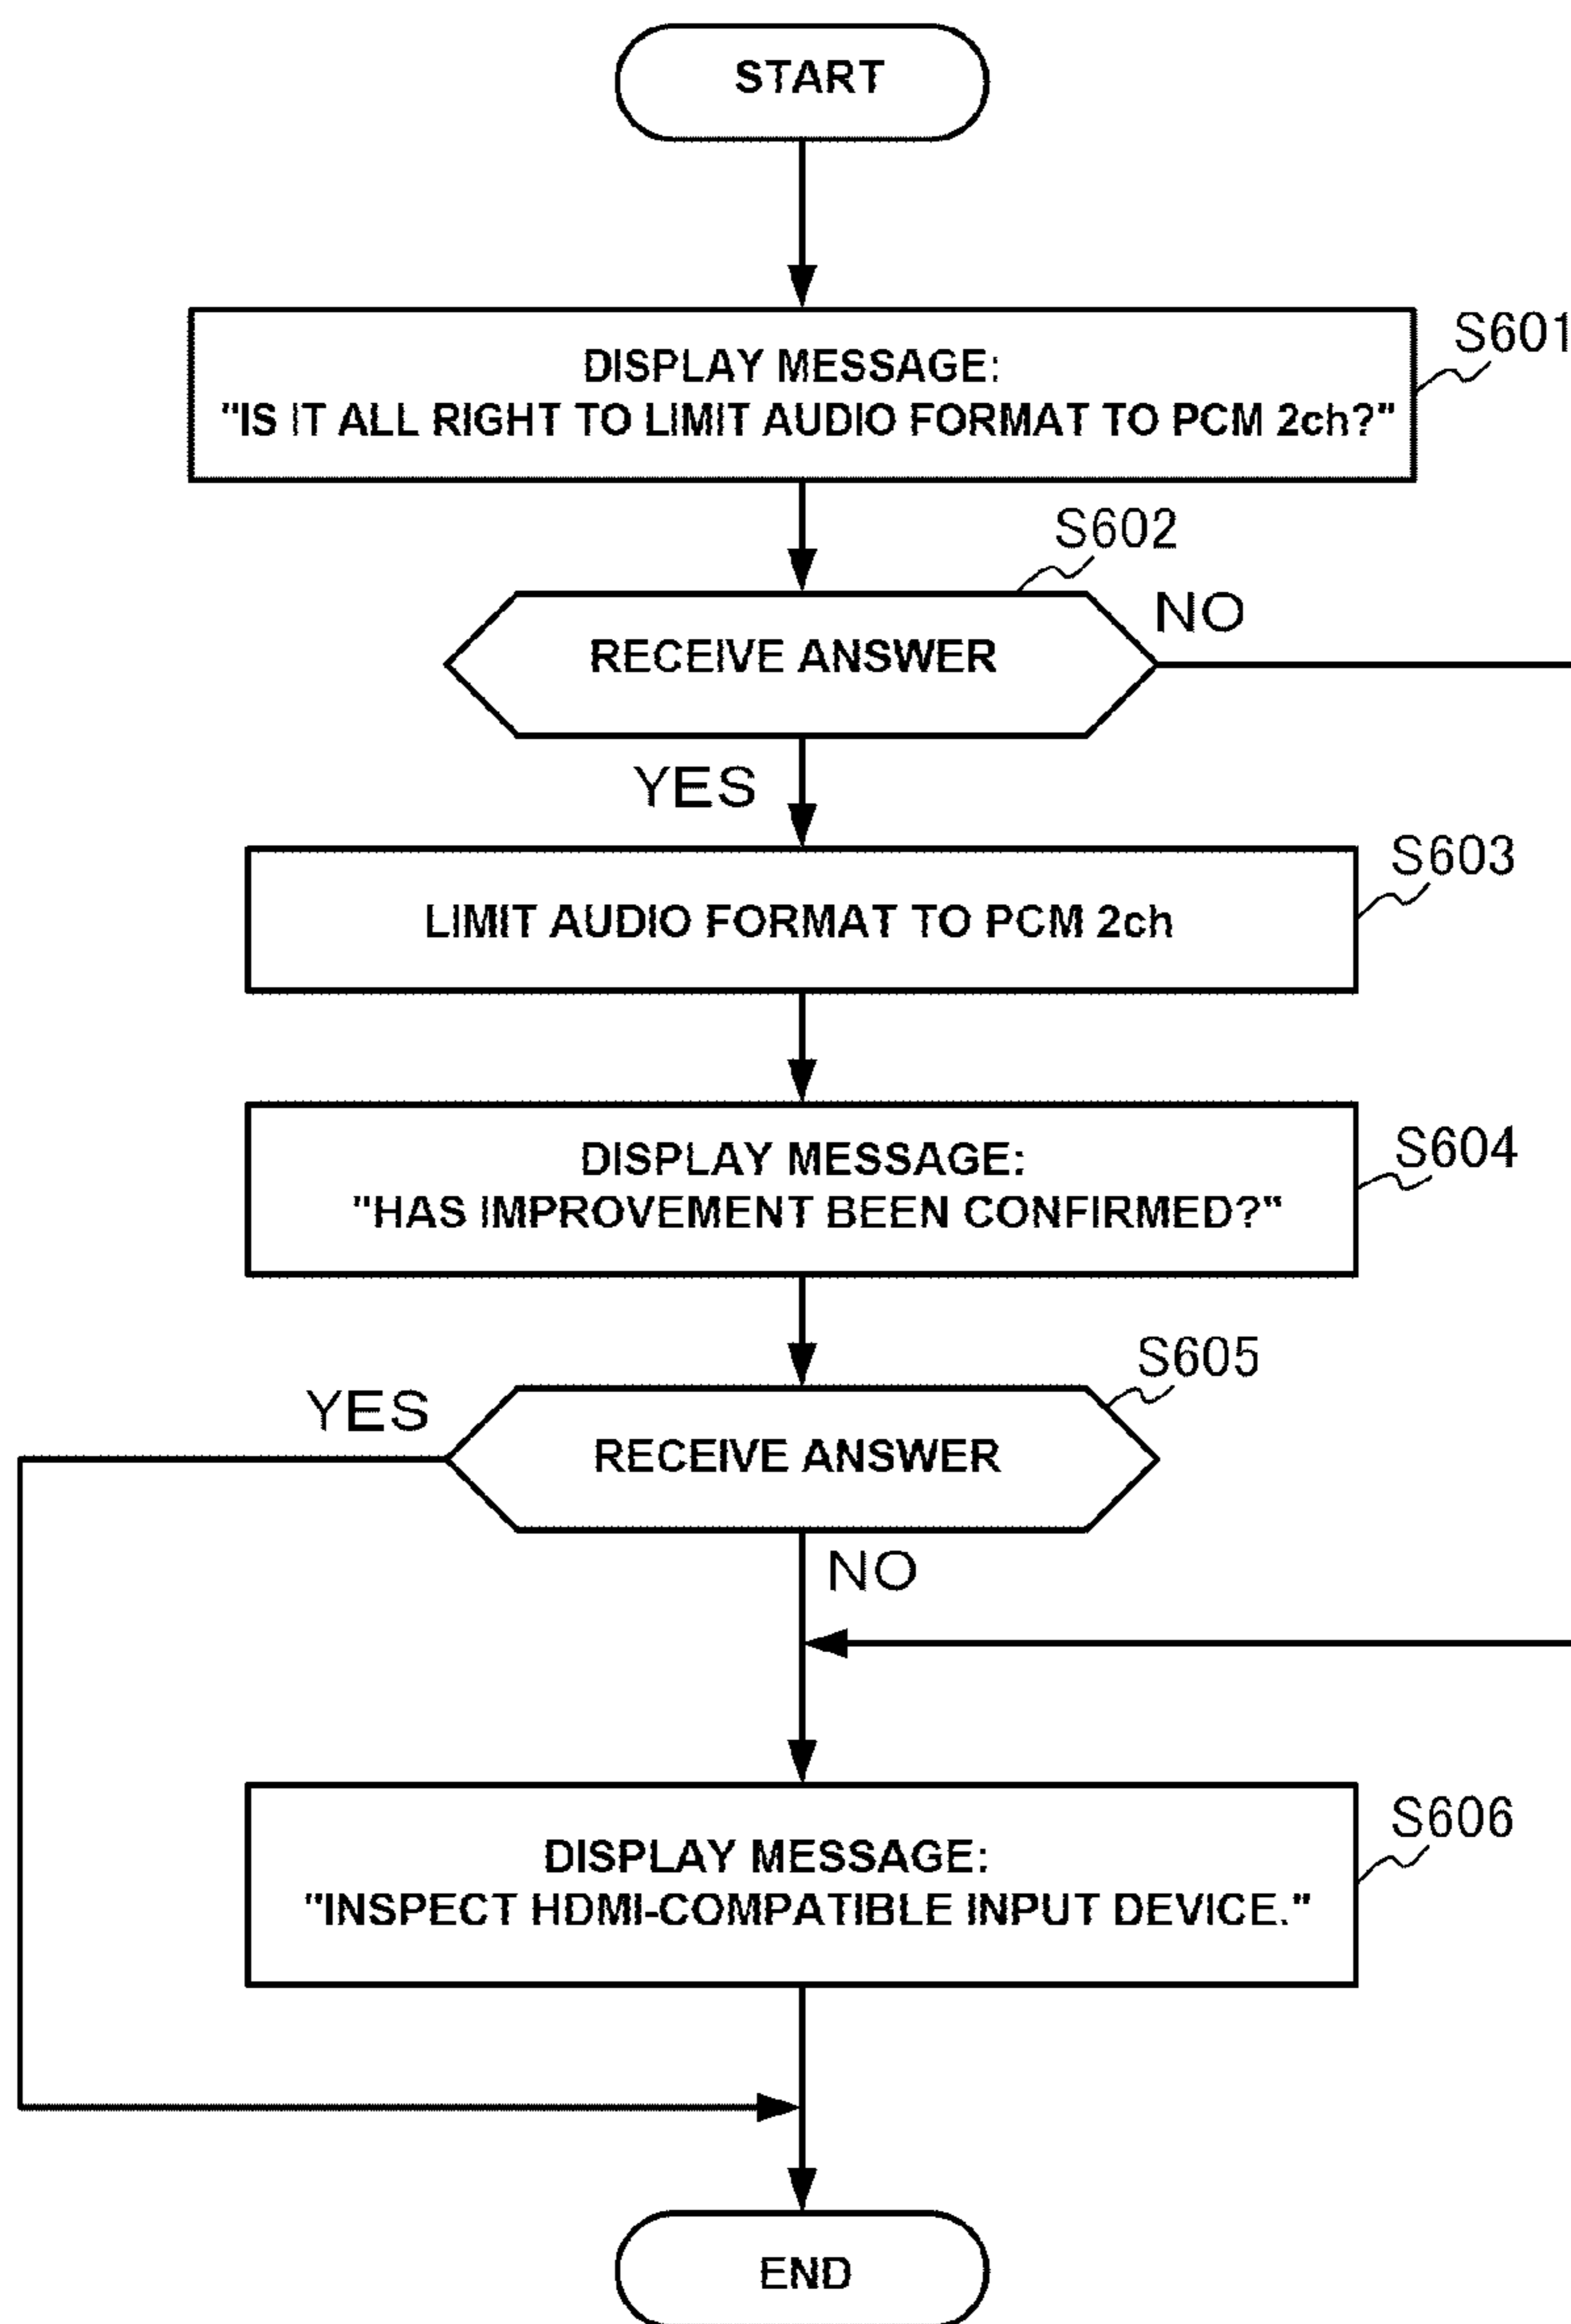 START
S601
DISPLAY MESSAGE:
"IS IT ALL RIGHT TO LIMIT AUDIO FORMAT TO PCM 2ch?"
S602
NO
RECEIVE ANSWER
YES
S603
LIMIT AUDIO FORMAT TO PCM 2ch
S604
DISPLAY MESSAGE:
"HAS IMPROVEMENT BEEN CONFIRMED?"
S605
YES
RECEIVE ANSWER
NO
S606
DISPLAY MESSAGE:
"INSPECT HDMI-COMPATIBLE INPUT DEVICE."
END